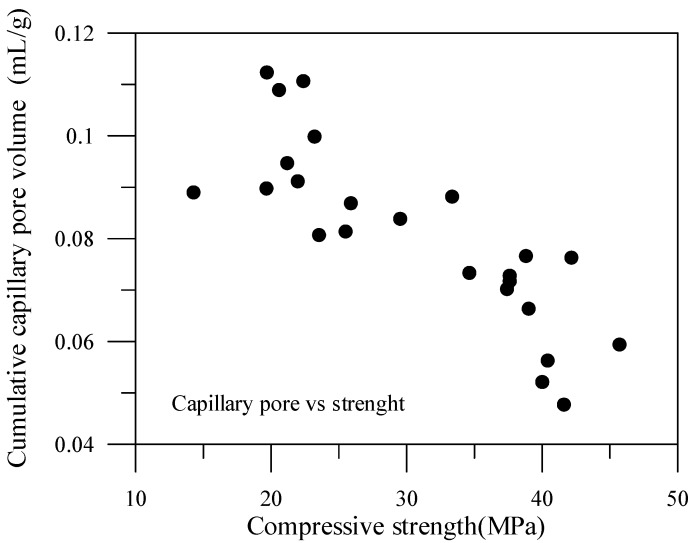 Cumulative capillary pore volume (mL/g)
0.12
0.1
0.08
0.06
0.04
Capillary pore vs strenght
10 20 30 40 50
Compressive strength(MPa)